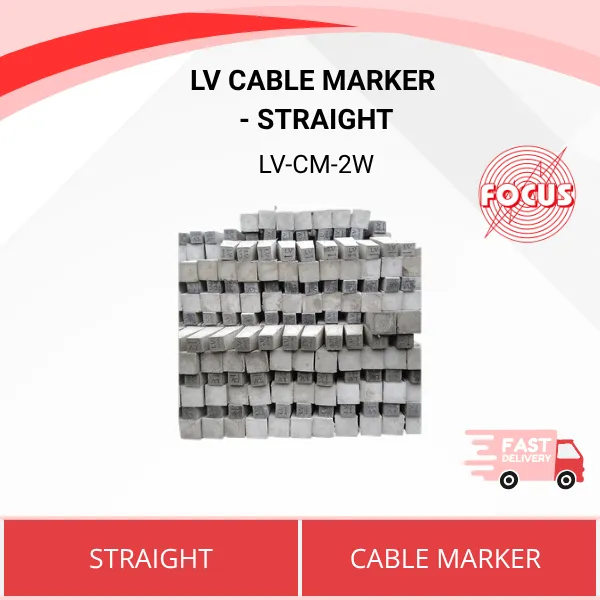 LV CABLE MARKER
- STRAIGHT
LV-CM-2W
FOCUS
FAST
DELIVERY
STRAIGHT
CABLE MARKER